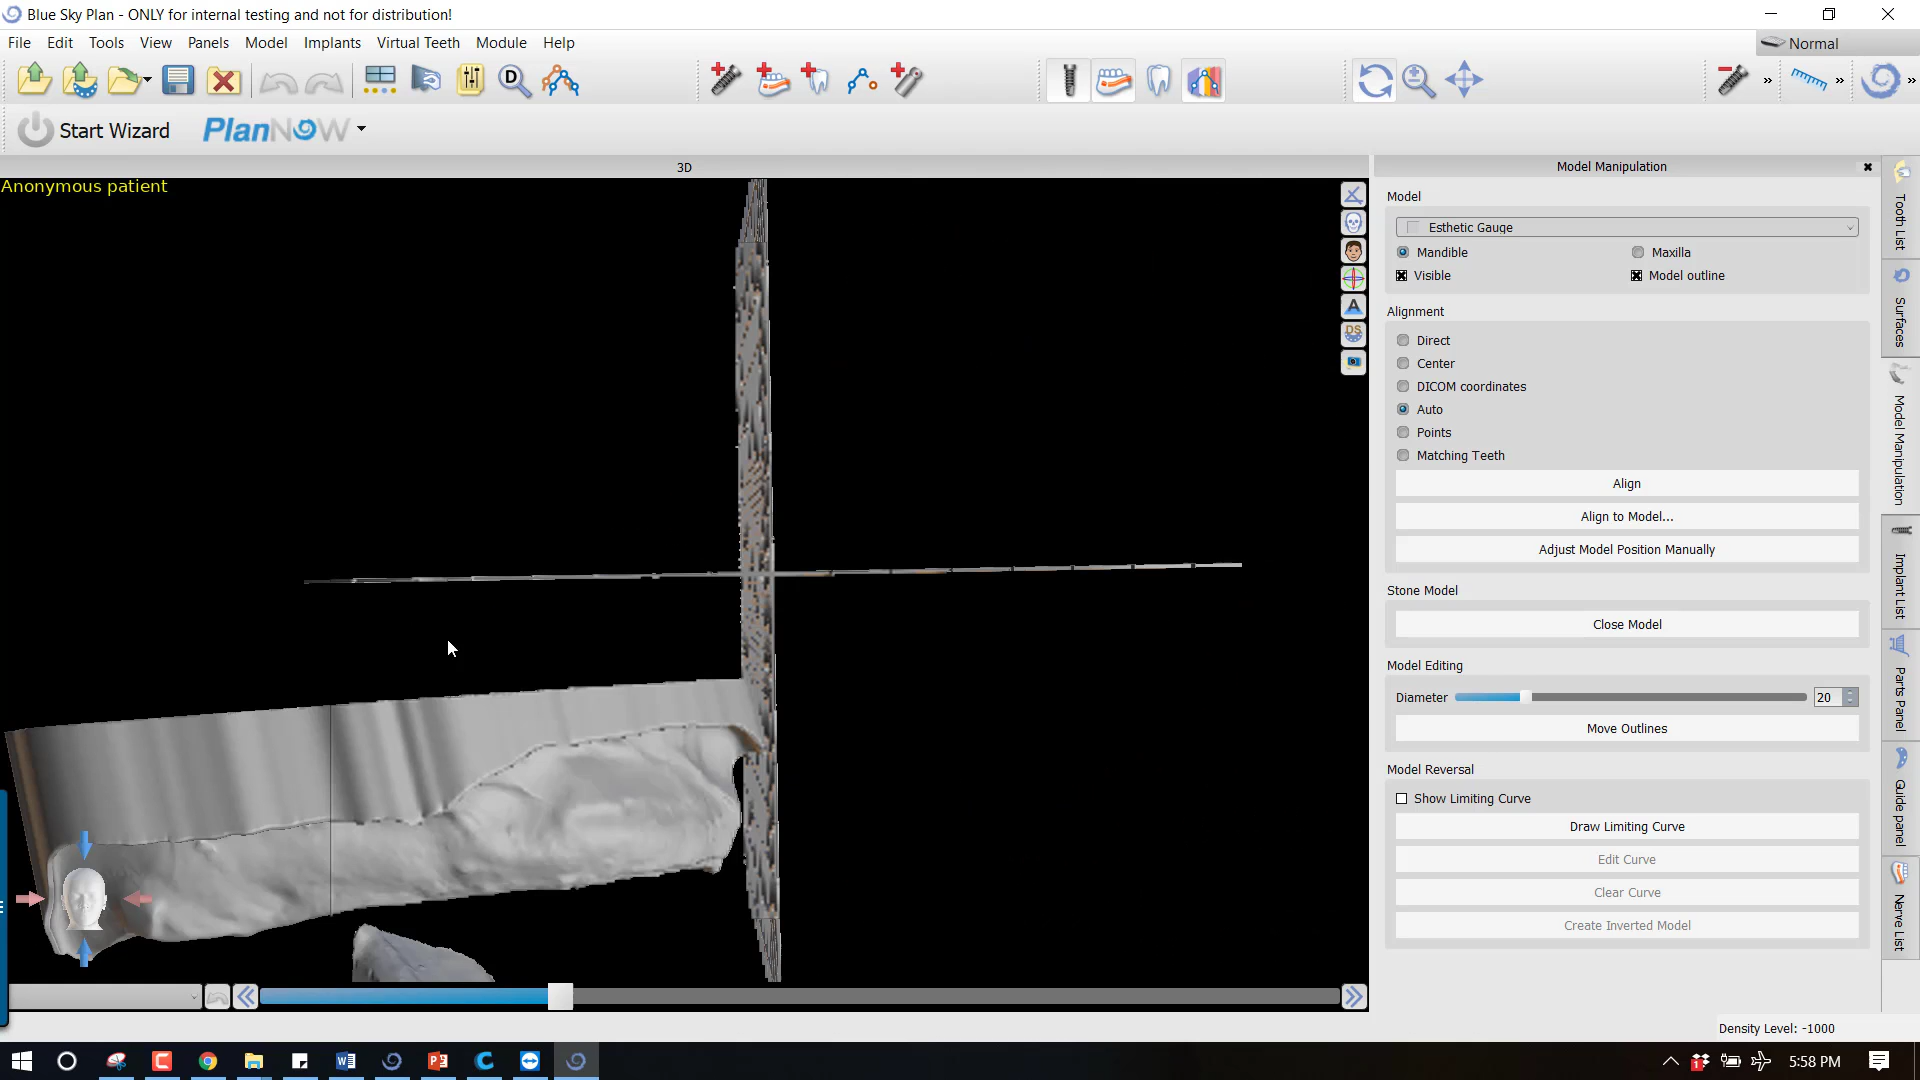 Blue Sky Plan - ONLY for internal testing and not for distribution!
File Edit Tools View Panels Model Implants Virtual Teeth Module Help
Normal
D
» » »
Start Wizard
PlanNOW
3D
Anonymous patient
A
DS
Model Manipulation
Model
Esthetic Gauge
Mandible Maxilla
Visible Model outline
Alignment
Direct
Center
DICOM coordinates
Auto
Points
Matching Teeth
Align
Align to Model...
Adjust Model Position Manually
Stone Model
Close Model
Model Editing
Diameter 20
Move Outlines
Model Reversal
Show Limiting Curve
Draw Limiting Curve
Edit Curve
Clear Curve
Create Inverted Model
Tooth List
Surfaces
Model Manipulation
Implant List
Parts Panel
Guide panel
Nerve List
Density Level: -1000
5:58 PM